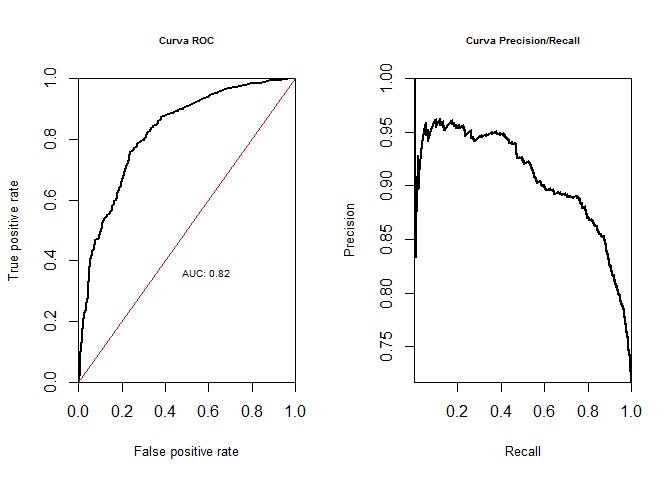 Curva ROC
True positive rate
1.0
0.8
0.6
0.4
0.2
0.0
AUC: 0.82
0.0 0.2 0.4 0.6 0.8 1.0
False positive rate
Curva Precision/Recall
Precision
1.00
0.95
0.90
0.85
0.80
0.75
0.2 0.4 0.6 0.8 1.0
Recall